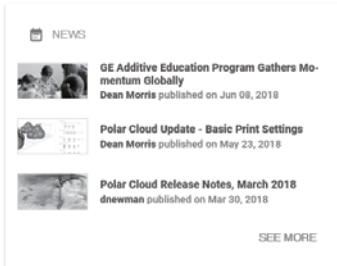 NEWS
GE Additive Education Program Gathers Mo-
mentum Globally
Dean Morris published on Jun 08, 2018
Polar Cloud Update - Basic Print Settings
Dean Morris published on May 23, 2018
Polar Cloud Release Notes, March 2018
dnewman published on Mar 30, 2018
SEE MORE